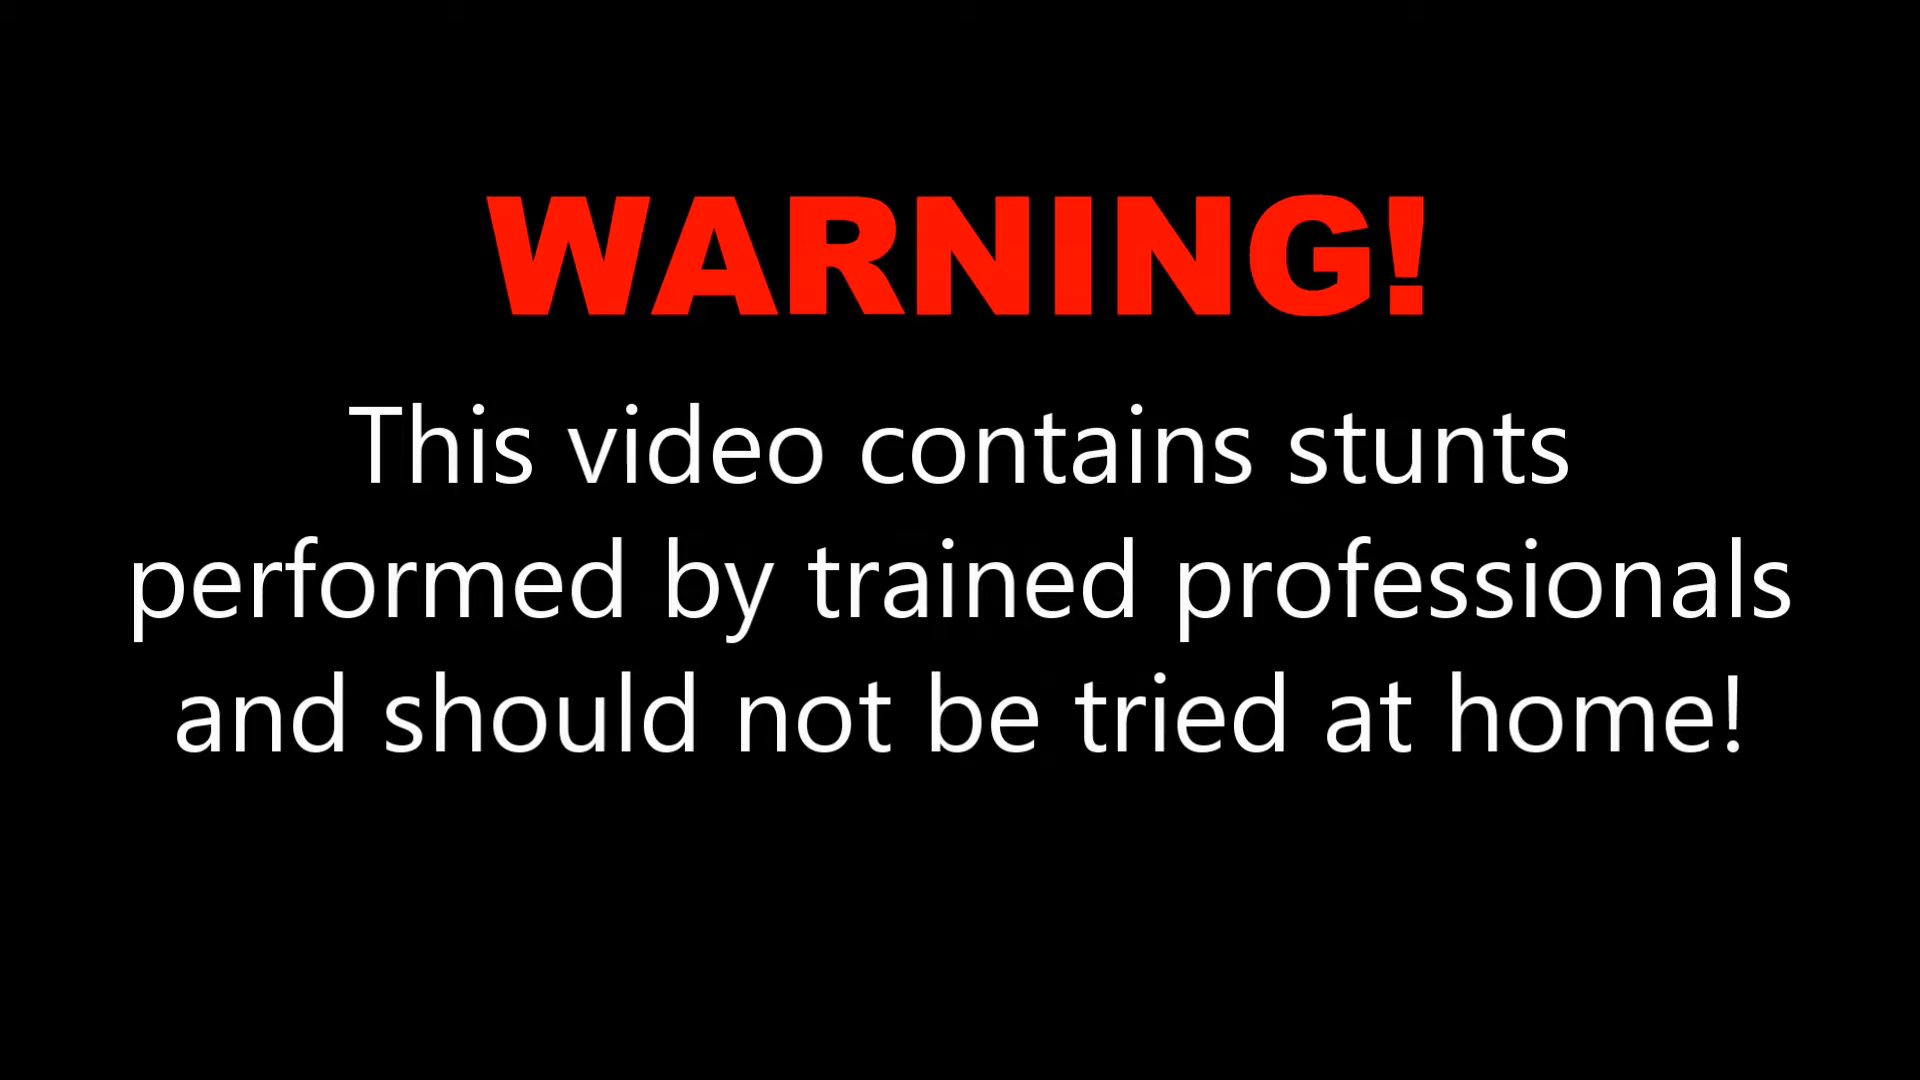 WARNING!
This video contains stunts
performed by trained professionals
and should not be tried at home!